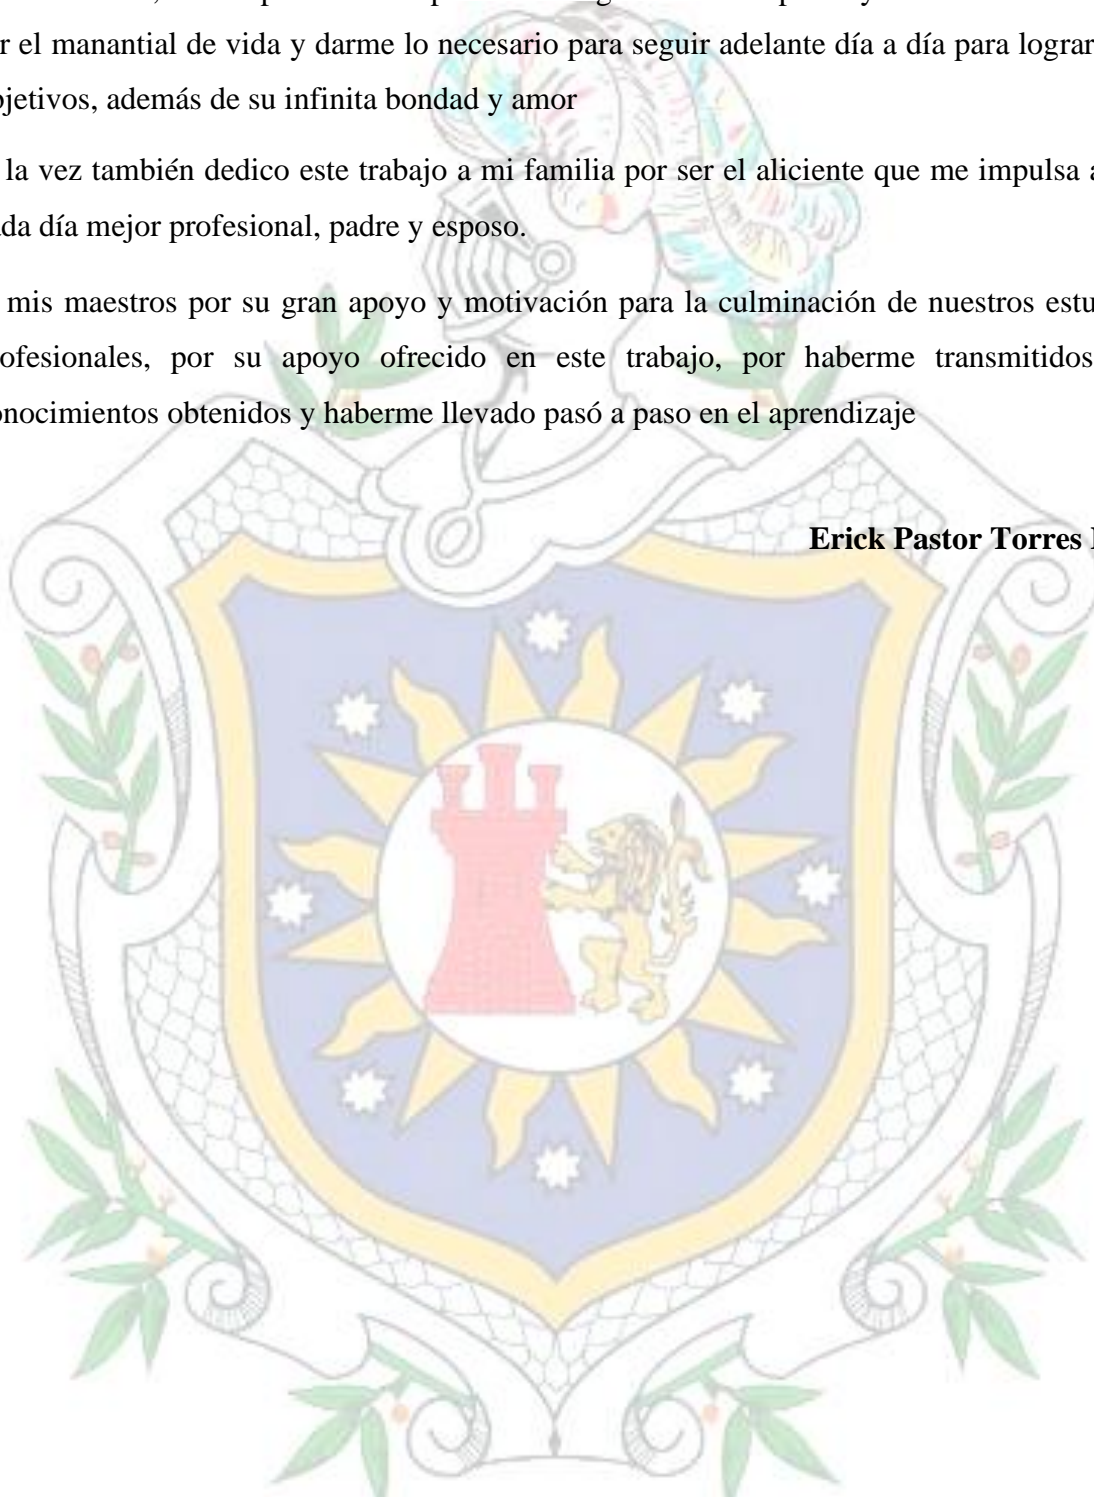 r el manantial de vida y darme lo necesario para seguir adelante día a día para lograr
jetivos, además de su infinita bondad y amor
la vez también dedico este trabajo a mi familia por ser el aliciente que me impulsa a
da día mejor profesional, padre y esposo.
mis maestros por su gran apoyo y motivación para la culminación de nuestros estu
ofesionales, por su apoyo ofrecido en este trabajo, por haberme transmitidos
nocimientos obtenidos y haberme llevado pasó a paso en el aprendizaje
Erick Pastor Torres